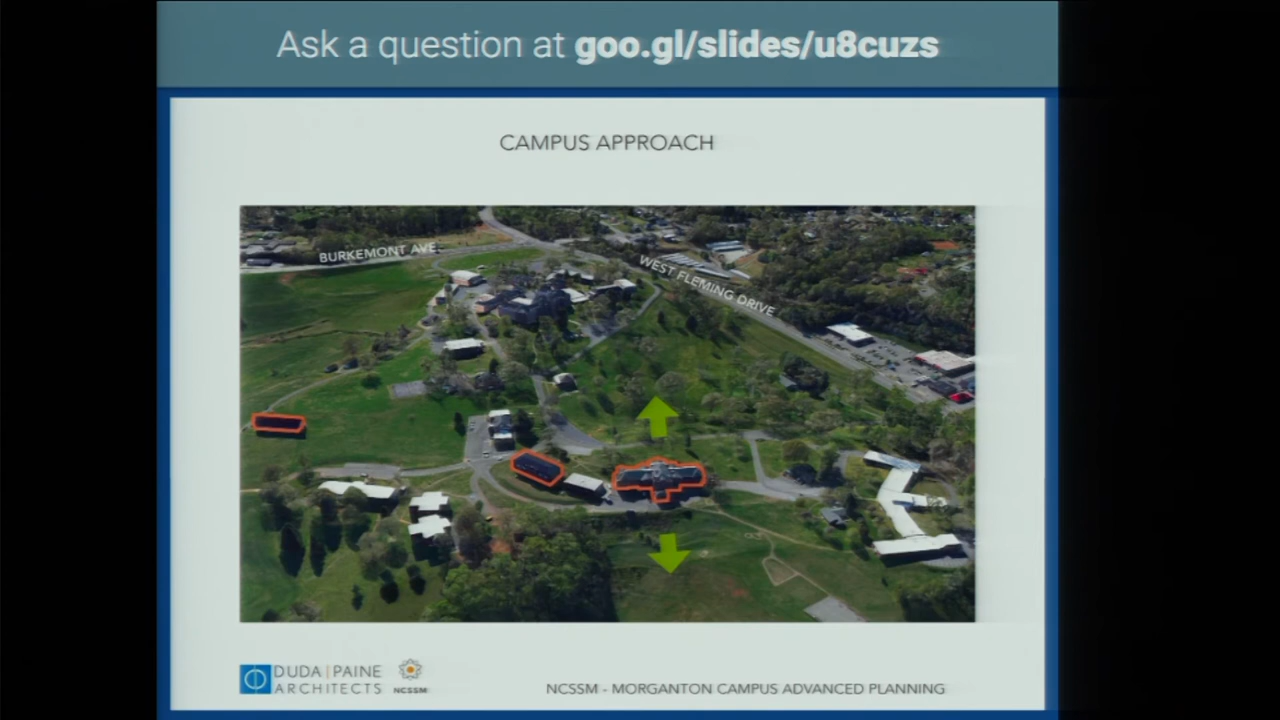 Ask a question at goo.gl/slides/u8cuzs
CAMPUS APPROACH
BURKEMONT AVE
WEST FLEMING DRIVE
DUDA|PAINE
ARCHITECTS
NCSSM
NCSSM - MORGANTON CAMPUS ADVANCED PLANNING